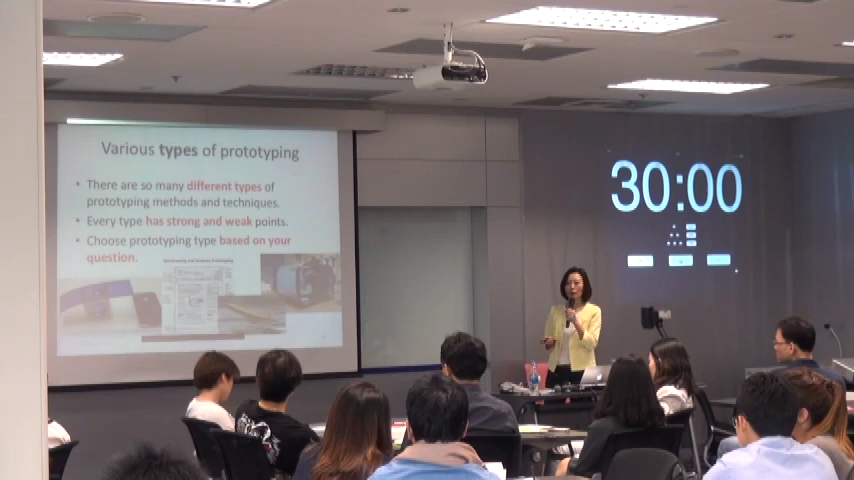 Various types of prototyping
• There are so many different types of
prototyping methods and techniques.
• Every type has strong and weak points.
• Choose prototyping type based on your
question.
30:00